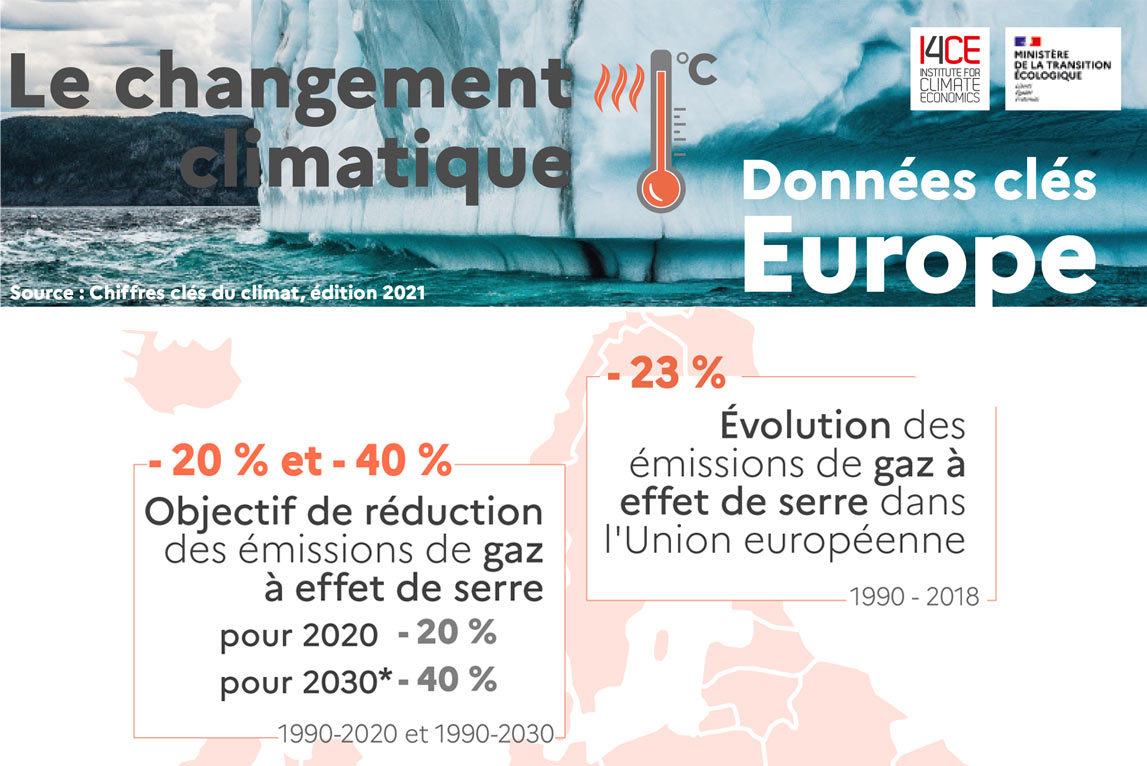 Le changement
climatique
°C
I4CE
INSTITUTE FOR
CLIMATE
ECONOMICS
MINISTÈRE
DE LA TRANSITION
ÉCOLOGIQUE
Liberté
Égalité
Fraternité
Données clés
Europe
Source : Chiffres clés du climat, édition 2021
- 23 %
Évolution des
émissions de gaz à
effet de serre dans
l'Union européenne
1990 - 2018
- 20 % et - 40 %
Objectif de réduction
des émissions de gaz
à effet de serre
pour 2020 - 20 %
pour 2030* - 40 %
1990-2020 et 1990-2030